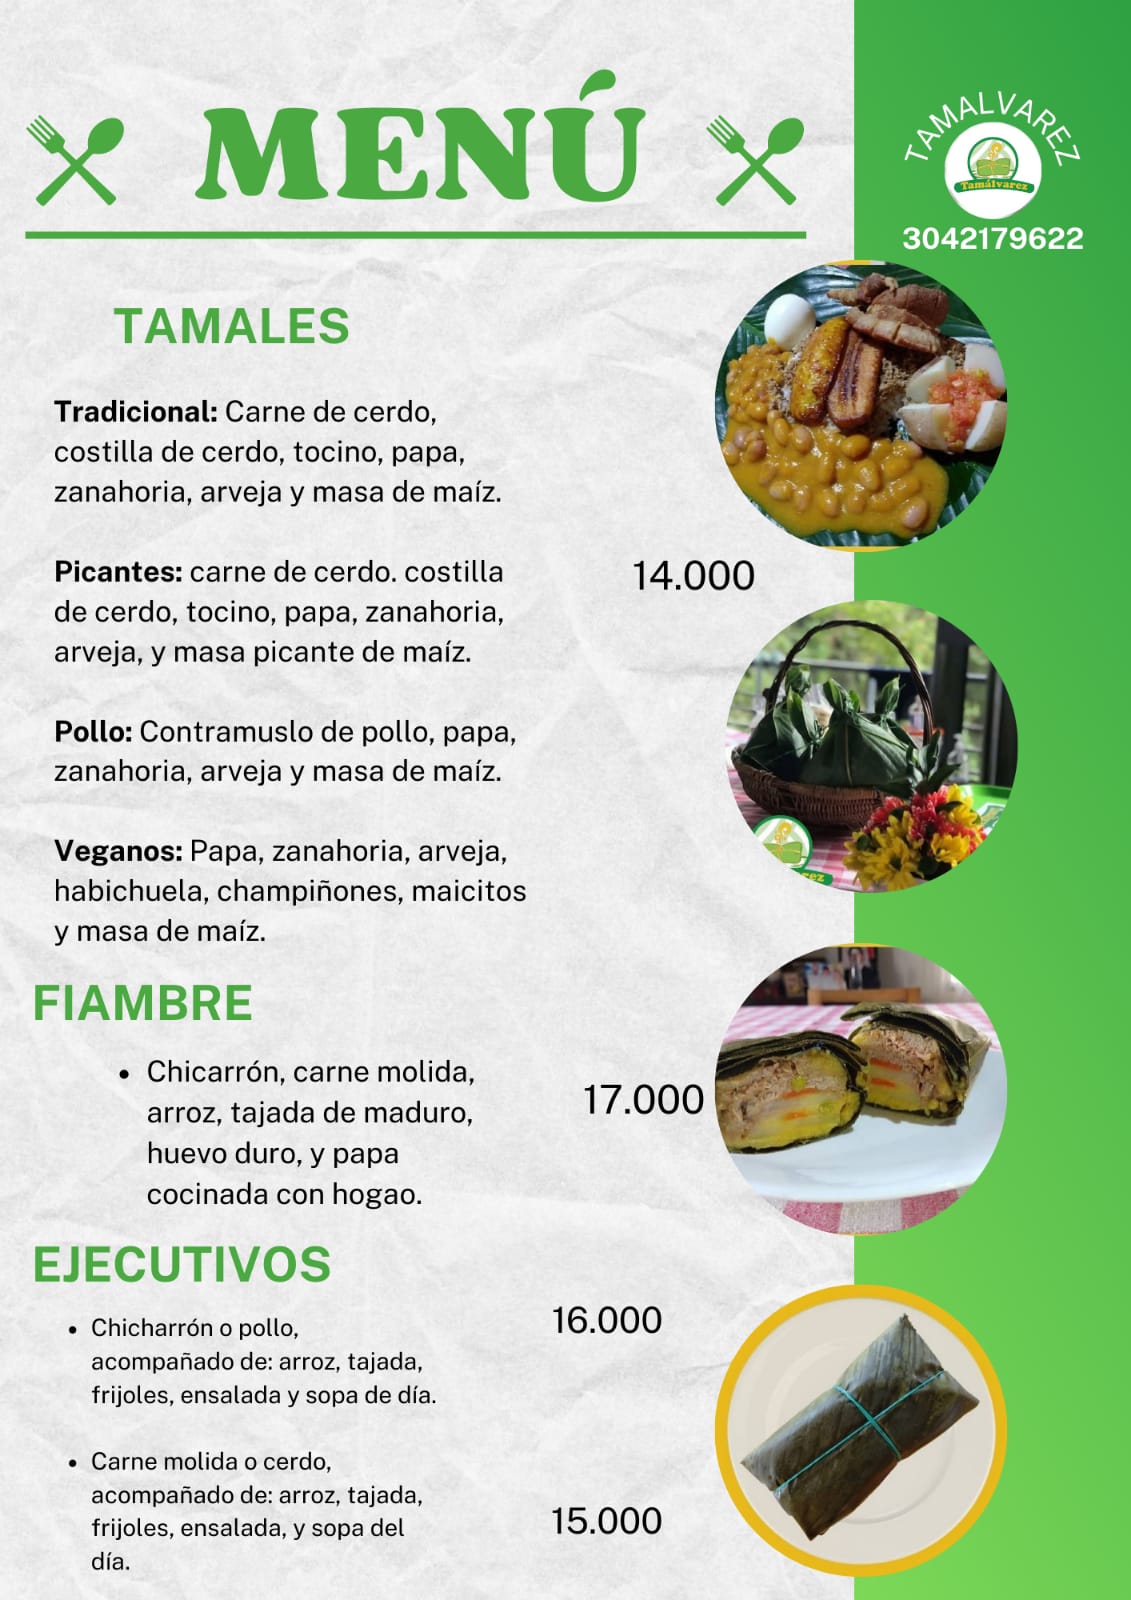 MENÚ
TAMALVAREZ
Tamálvarez
3042179622
TAMALES
Tradicional: Carne de cerdo,
costilla de cerdo, tocino, papa,
zanahoria, arveja y masa de maíz.
Picantes: carne de cerdo. costilla
de cerdo, tocino, papa, zanahoria,
arveja, y masa picante de maíz.
14.000
Pollo: Contramuslo de pollo, papa,
zanahoria, arveja y masa de maíz.
Veganos: Papa, zanahoria, arveja,
habichuela, champiñones, maicitos
y masa de maíz.
rez
FIAMBRE
• Chicarrón, carne molida,
arroz, tajada de maduro,
huevo duro, y papa
cocinada con hogao.
17.000
EJECUTIVOS
• Chicharrón o pollo,
acompañado de: arroz, tajada,
frijoles, ensalada y sopa de día.
16.000
• Carne molida o cerdo,
acompañado de: arroz, tajada,
frijoles, ensalada, y sopa del
día.
15.000